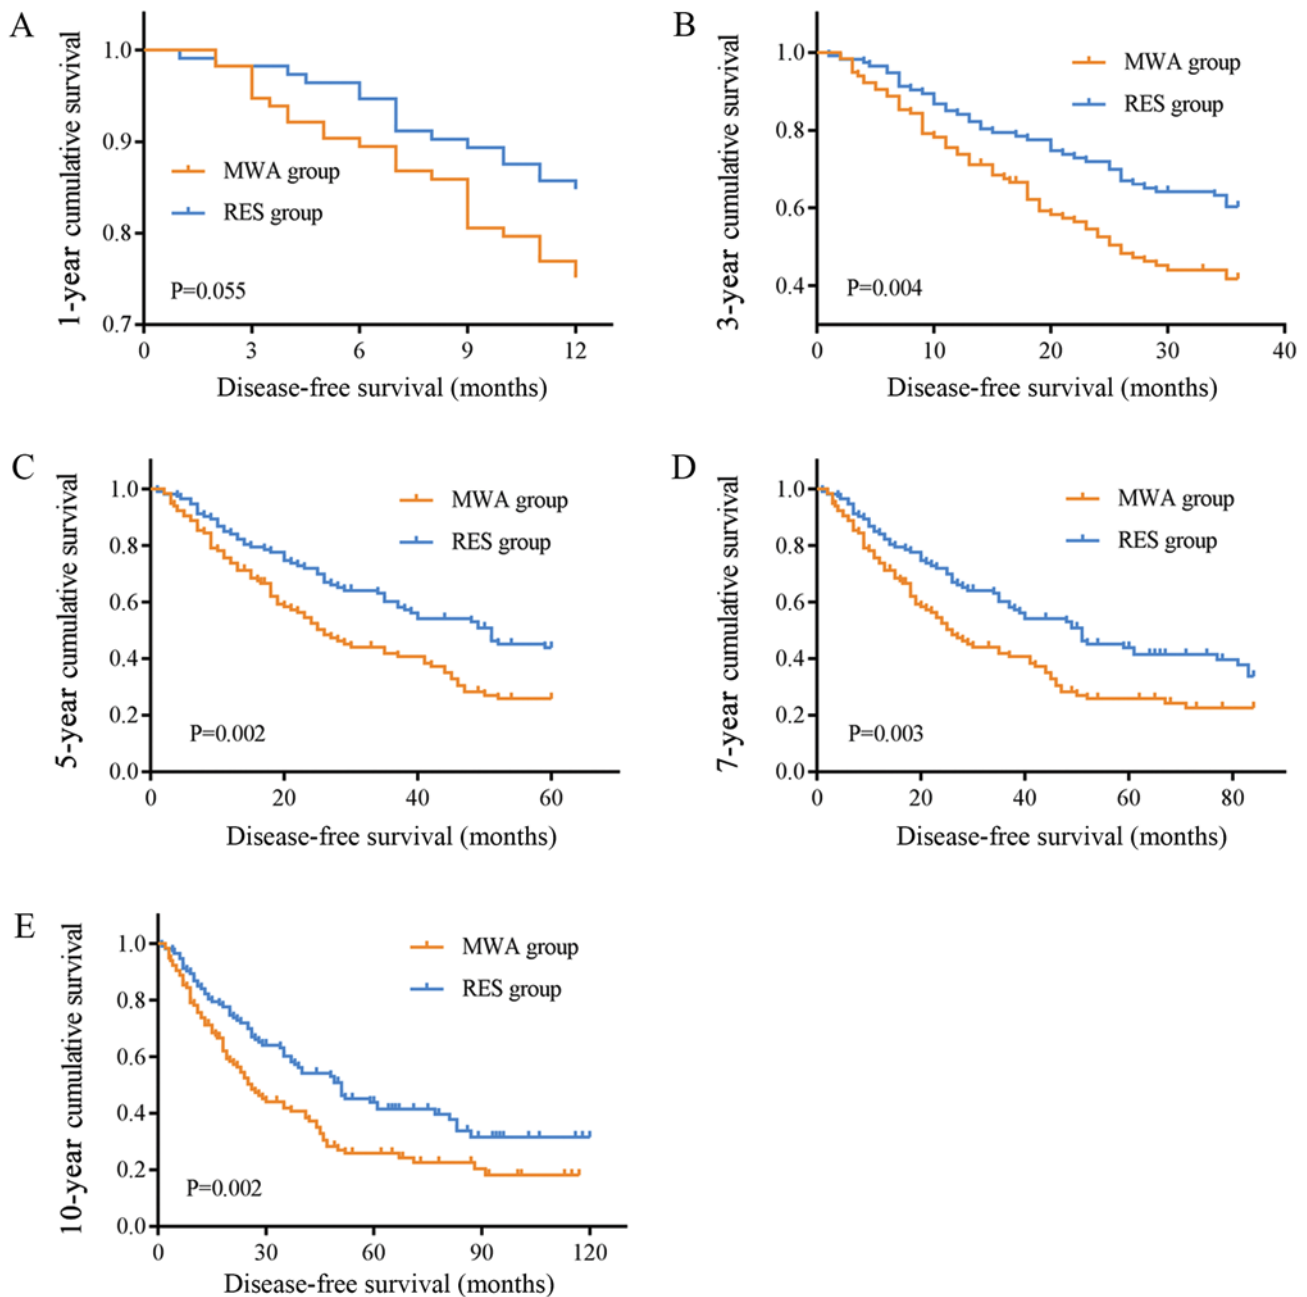 A
1-year cumulative survival
1.0
0.9
0.8
0.7
MWA group
RES group
P=0.055
0 3 6 9 12
Disease-free survival (months)
B
3-year cumulative survival
1.0
0.8
0.6
0.4
MWA group
RES group
P=0.004
0 10 20 30 40
Disease-free survival (months)
C
5-year cumulative survival
1.0
0.8
0.6
0.4
0.2
0.0
MWA group
RES group
P=0.002
0 20 40 60
Disease-free survival (months)
D
7-year cumulative survival
1.0
0.8
0.6
0.4
0.2
0.0
MWA group
RES group
P=0.003
0 20 40 60 80
Disease-free survival (months)
E
10-year cumulative survival
1.0
0.8
0.6
0.4
0.2
0.0
MWA group
RES group
P=0.002
0 30 60 90 120
Disease-free survival (months)